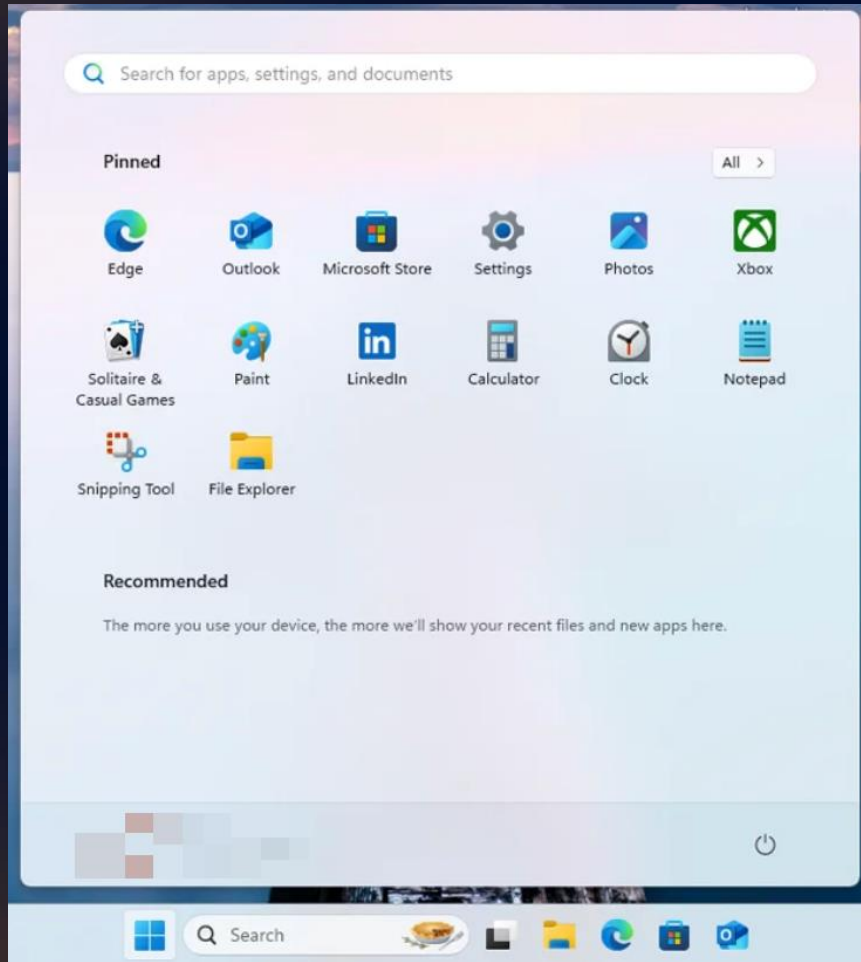 Search for apps, settings, and documents
Pinned
All >
Edge
Outlook
Microsoft Store
Settings
Photos
Xbox
Solitaire &
Casual Games
Paint
LinkedIn
Calculator
Clock
Notepad
Snipping Tool
File Explorer
Recommended
The more you use your device, the more we'll show your recent files and new apps here.
Search